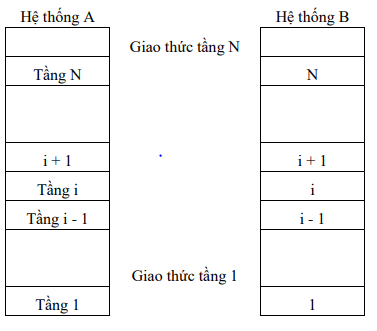 Hệ thống A Hệ thống B
Giao thức tầng N
Tầng N N
i + 1 i + 1
Tầng i i
Tầng i - 1 i - 1
Giao thức tầng 1
Tầng 1 1